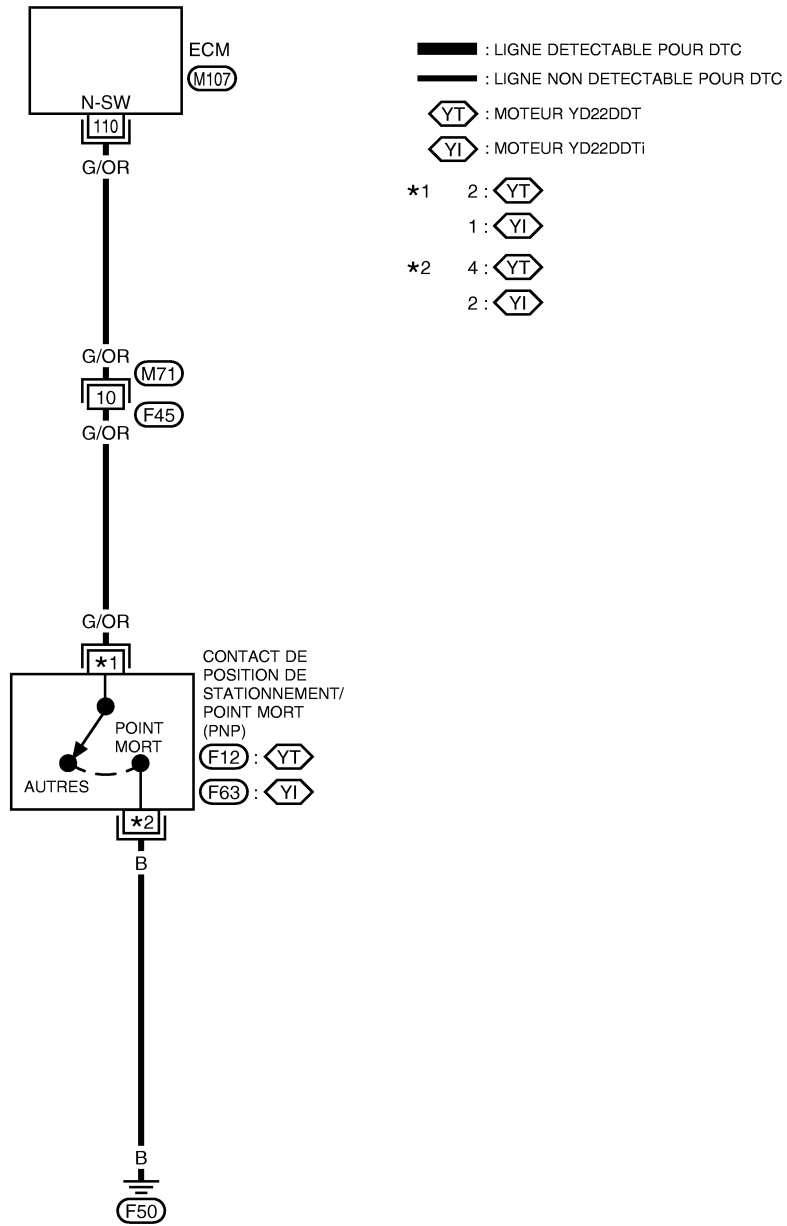 ECM
M107
N-SW
110
G/OR
G/OR
M71
10
F45
G/OR
G/OR
*1
CONTACT DE
POSITION DE
STATIONNEMENT/
POINT MORT
(PNP)
F12 : YT
F63 : YI
POINT
MORT
AUTRES
*2
B
B
F50
: LIGNE DETECTABLE POUR DTC
: LIGNE NON DETECTABLE POUR DTC
YT : MOTEUR YD22DDT
YI : MOTEUR YD22DDTi
*1 2 : YT
1 : YI
*2 4 : YT
2 : YI